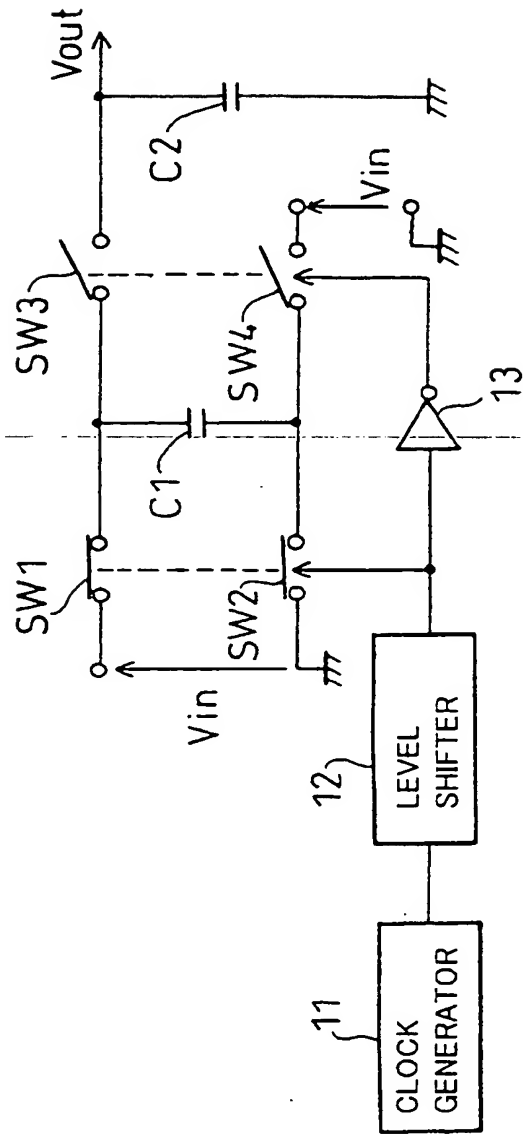 SW1
SW3
Vout
C1
C2
Vin
SW2
SW4
Vin
12
13
11
LEVEL
SHIFTER
CLOCK
GENERATOR